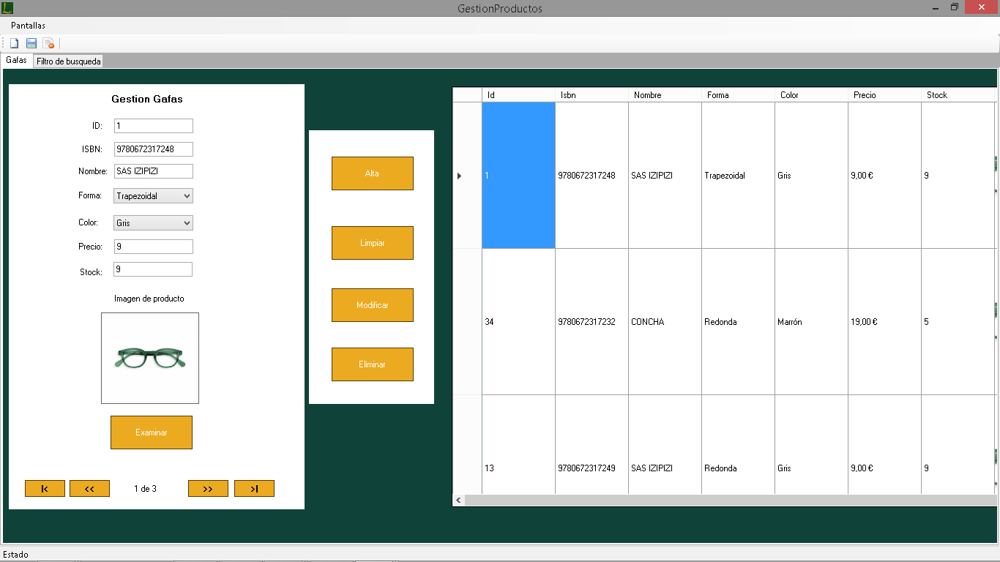 GestionProductos
Pantallas
Gafas Filtro de busqueda
Gestion Gafas
ID: 1
ISBN: 9780672317248
Nombre: SAS IZIPIZI
Forma: Trapezoidal
Color: Gris
Precio: 9
Stock: 9
Imagen de producto
Examinar
|< << 1 de 3 >> >|
Alta
Limpiar
Modificar
Eliminar
Id Isbn Nombre Forma Color Precio Stock
1 9780672317248 SAS IZIPIZI Trapezoidal Gris 9,00 € 9
34 9780672317232 CONCHA Redonda Marrón 19,00 € 5
13 9780672317249 SAS IZIPIZI Redonda Gris 9,00 € 9
Estado